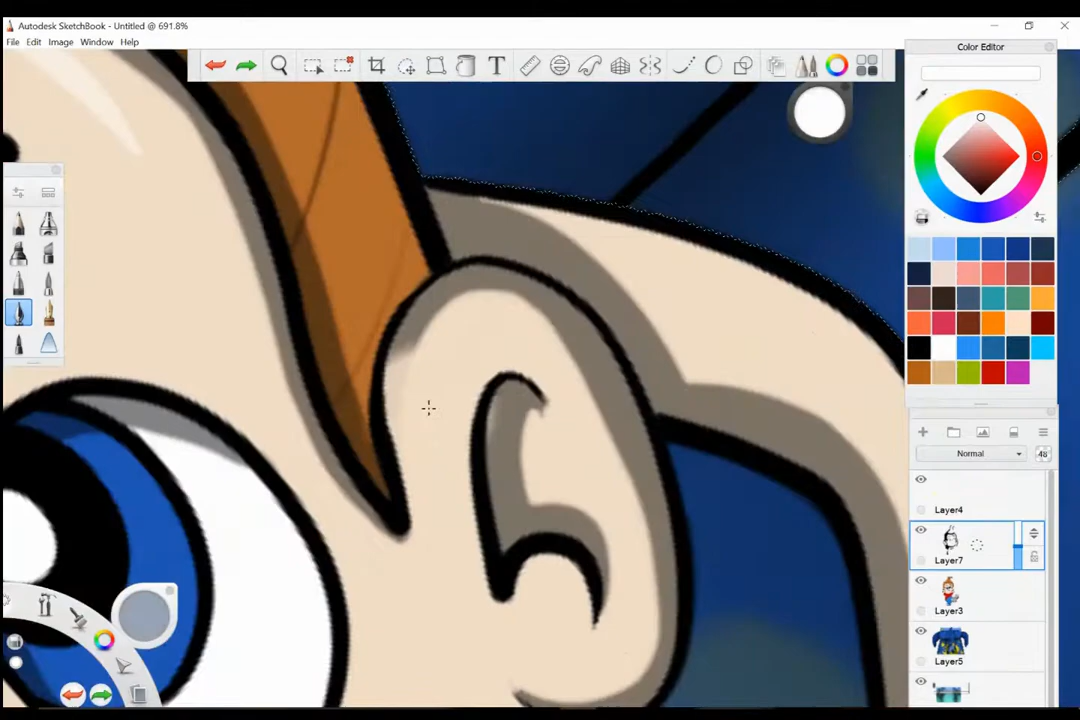 Autodesk SketchBook - Untitled @ 691.8%
File Edit Image Window Help
T
Color Editor
Normal
48
Layer4
Layer7
Layer3
Layer5